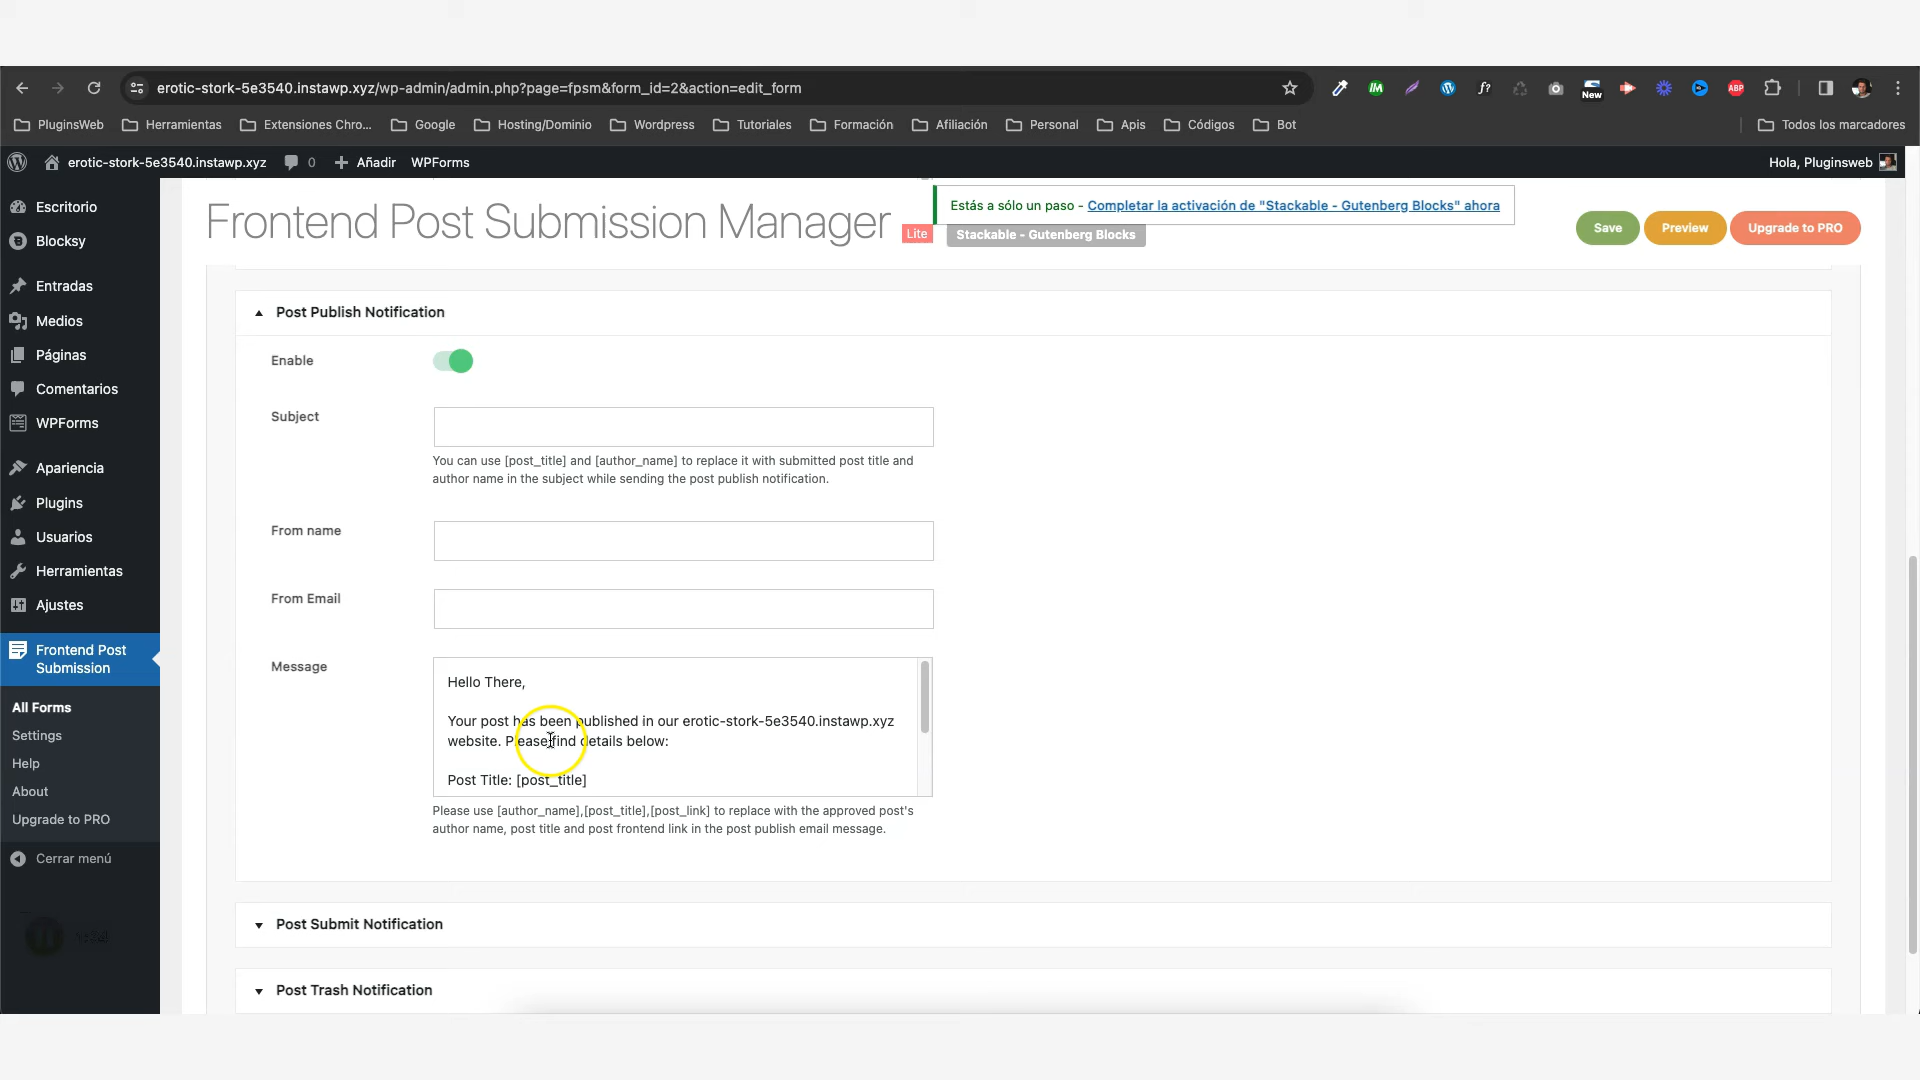 erotic-stork-5e3540.instawp.xyz/wp-admin/admin.php?page=fpsm&form_id=2&action=edit_form
New
ABP
PluginsWeb Herramientas Extensiones Chro... Google Hosting/Dominio Wordpress Tutoriales Formación Afiliación Personal Apis Códigos Bot Todos los marcadores
erotic-stork-5e3540.instawp.xyz 0 Añadir WPForms Hola, Pluginsweb
Escritorio
Blocksy
Entradas
Medios
Páginas
Comentarios
WPForms
Apariencia
Plugins
Usuarios
Herramientas
Ajustes
Frontend Post
Submission
All Forms
Settings
Help
About
Upgrade to PRO
Cerrar menú
Frontend Post Submission Manager Lite
Estás a sólo un paso - Completar la activación de "Stackable - Gutenberg Blocks" ahora
Stackable - Gutenberg Blocks
Save Preview Upgrade to PRO
Post Publish Notification
Enable
Subject
You can use [post_title] and [author_name] to replace it with submitted post title and
author name in the subject while sending the post publish notification.
From name
From Email
Message
Hello There,
Your post has been published in our erotic-stork-5e3540.instawp.xyz
website. Please find details below:
Post Title: [post_title]
Please use [author_name],[post_title],[post_link] to replace with the approved post's
author name, post title and post frontend link in the post publish email message.
Post Submit Notification
Post Trash Notification